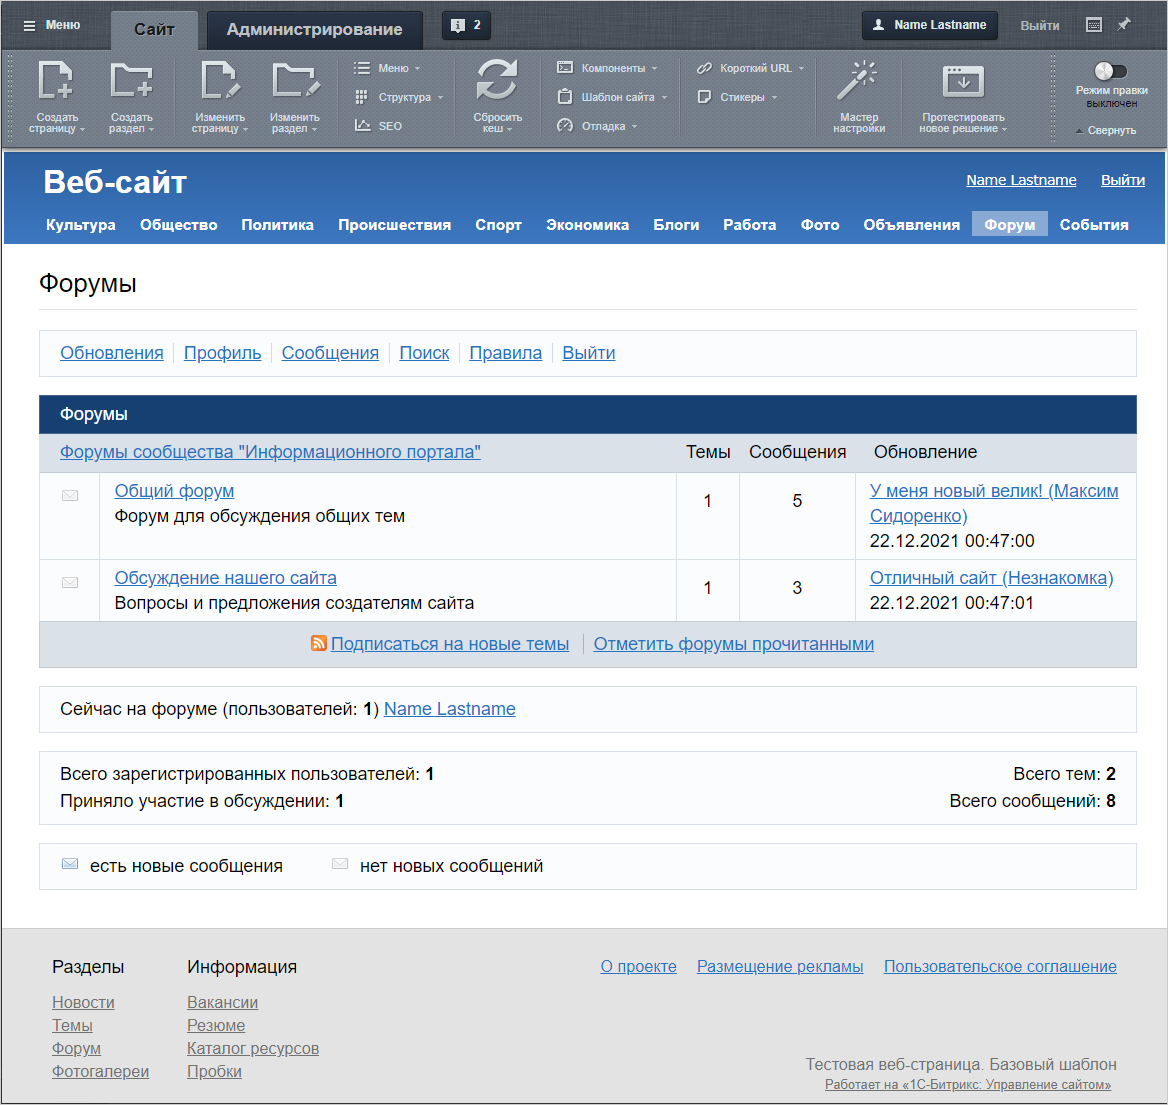 Меню
Сайт
Администрирование
2
Name Lastname
Выйти
Создать страницу
Создать раздел
Изменить страницу
Изменить раздел
Меню
Структура
SEO
Сбросить кеш
Компоненты
Шаблон сайта
Отладка
Короткий URL
Стикеры
Мастер настройки
Протестировать новое решение
Режим правки выключен
Свернуть
Веб-сайт
Name Lastname Выйти
Культура Общество Политика Происшествия Спорт Экономика Блоги Работа Фото Объявления Форум События
Форумы
Обновления Профиль Сообщения Поиск Правила Выйти
Форумы
Форумы сообщества "Информационного портала" Темы Сообщения Обновление
Общий форум
Форум для обсуждения общих тем
1
5
У меня новый велик! (Максим
Сидоренко)
22.12.2021 00:47:00
Обсуждение нашего сайта
Вопросы и предложения создателям сайта
1
3
Отличный сайт (Незнакомка)
22.12.2021 00:47:01
Подписаться на новые темы Отметить форумы прочитанными
Сейчас на форуме (пользователей: 1) Name Lastname
Всего зарегистрированных пользователей: 1
Приняло участие в обсуждении: 1
Всего тем: 2
Всего сообщений: 8
есть новые сообщения нет новых сообщений
Разделы
Новости
Темы
Форум
Фотогалереи
Информация
Вакансии
Резюме
Каталог ресурсов
Пробки
О проекте Размещение рекламы Пользовательское соглашение
Тестовая веб-страница. Базовый шаблон
Работает на «1С-Битрикс: Управление сайтом»